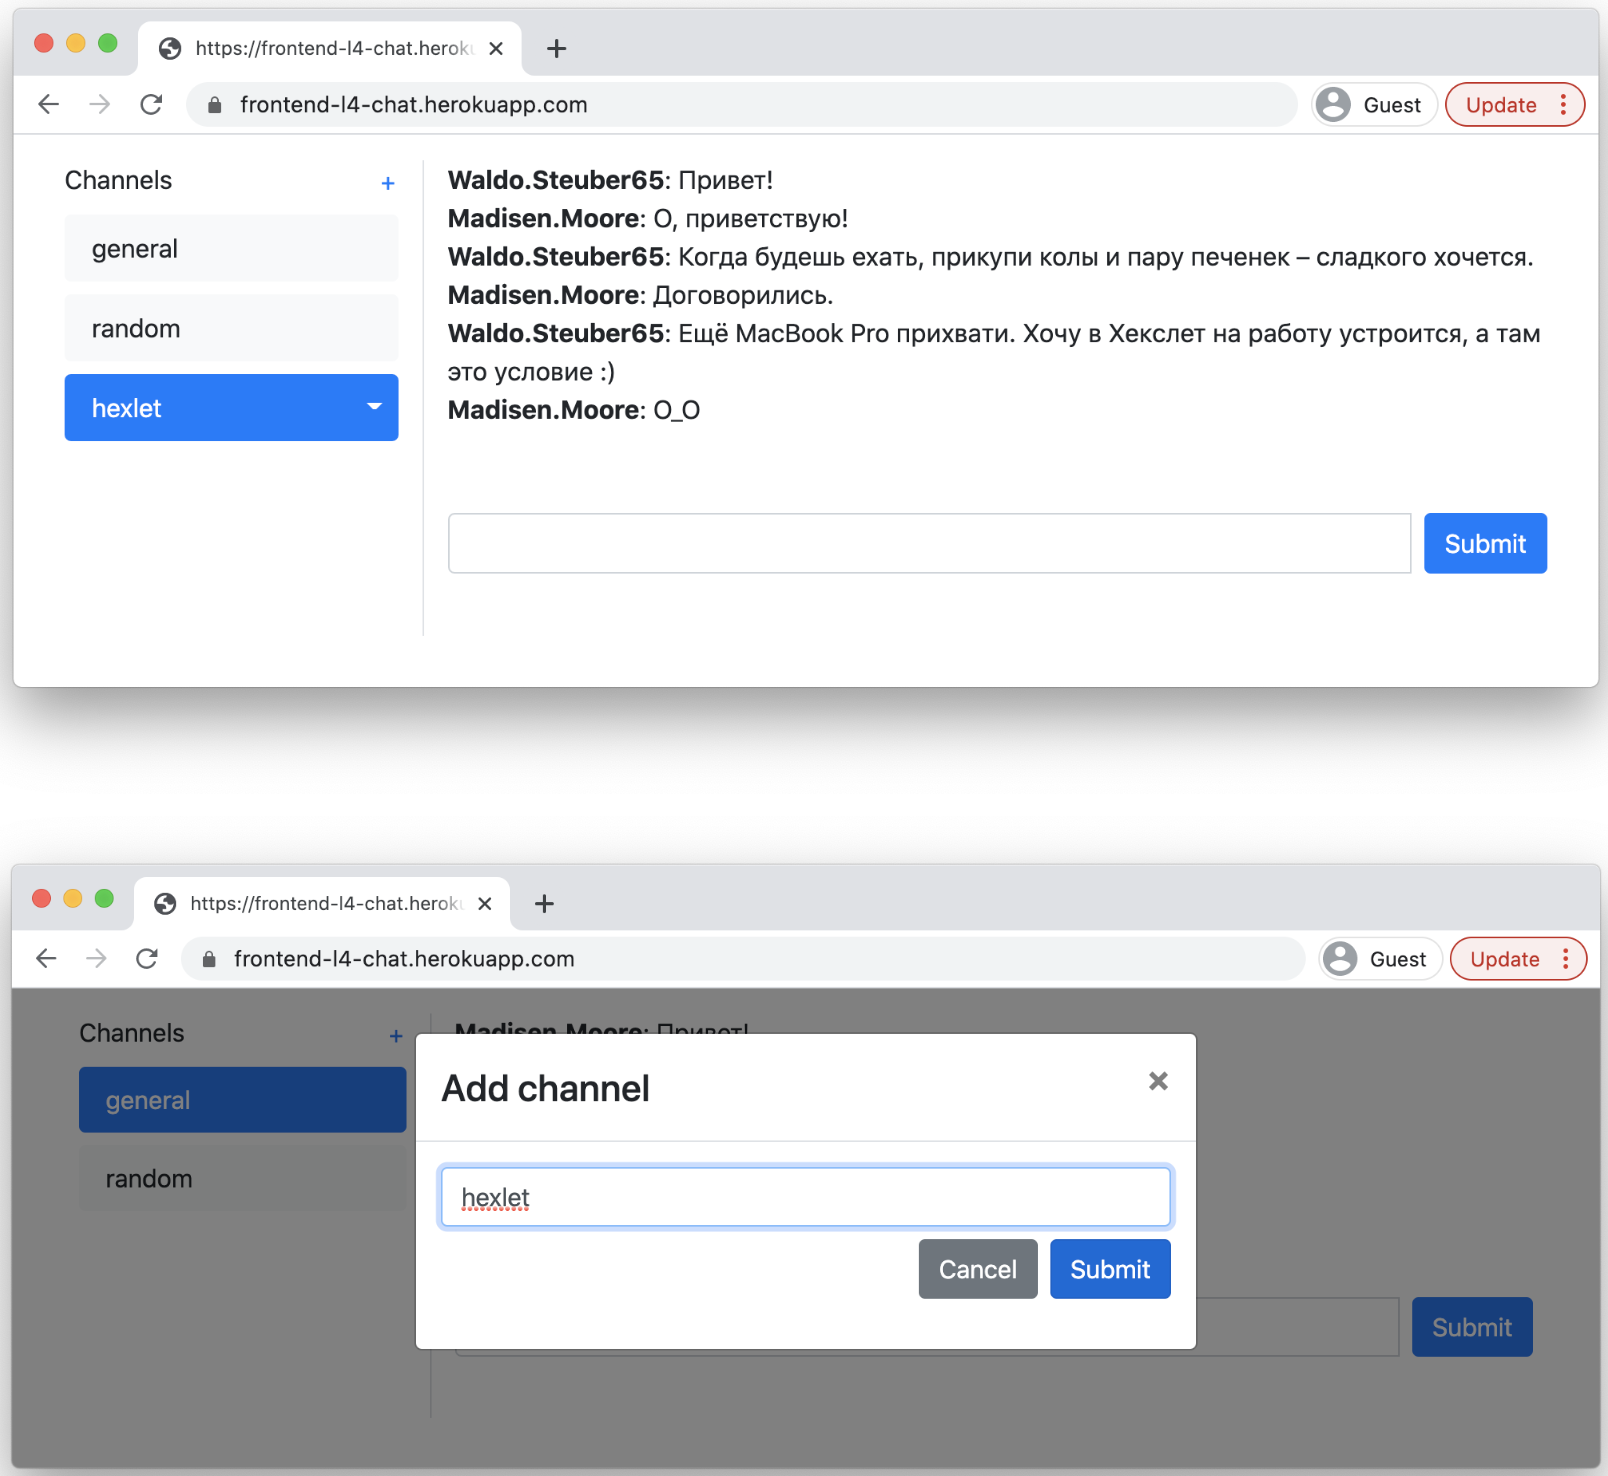 https://frontend-l4-chat.heroku
frontend-l4-chat.herokuapp.com
Guest
Update
Channels
+
general
random
hexlet
Waldo.Steuber65: Привет!
Madisen.Moore: О, приветствую!
Waldo.Steuber65: Когда будешь ехать, прикупи колы и пару печенек – сладкого хочется.
Madisen.Moore: Договорились.
Waldo.Steuber65: Ещё MacBook Pro прихвати. Хочу в Хекслет на работу устроится, а там
это условие :)
Madisen.Moore: О_О
Submit
https://frontend-l4-chat.heroku
frontend-l4-chat.herokuapp.com
Guest
Update
Channels
+
general
random
Madisen.Moore: Привет!
Add channel
×
hexlet
Cancel
Submit
Submit